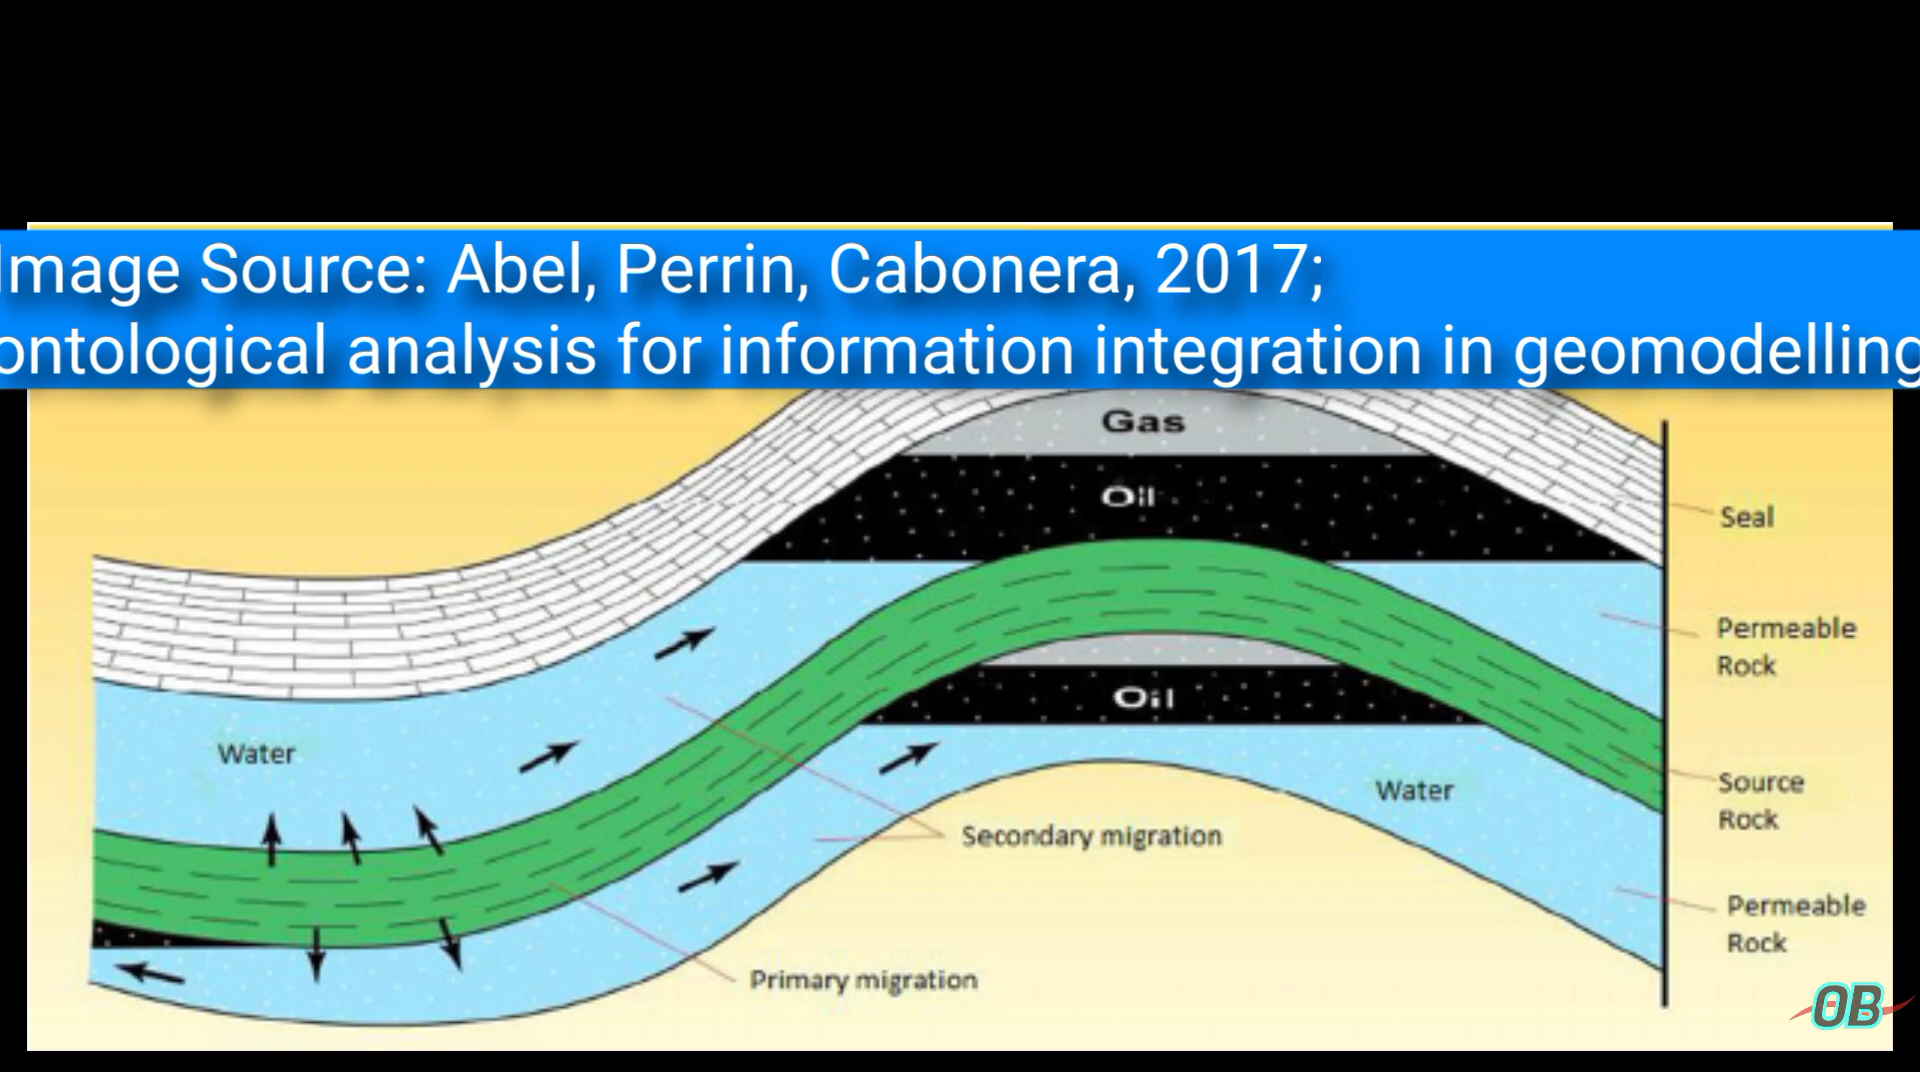 Image Source: Abel, Perrin, Cabonera, 2017;
ontological analysis for information integration in geomodelling
Gas
Oil
Seal
Permeable
Rock
Oil
Water
Water
Source
Rock
Secondary migration
Permeable
Rock
Primary migration
OB